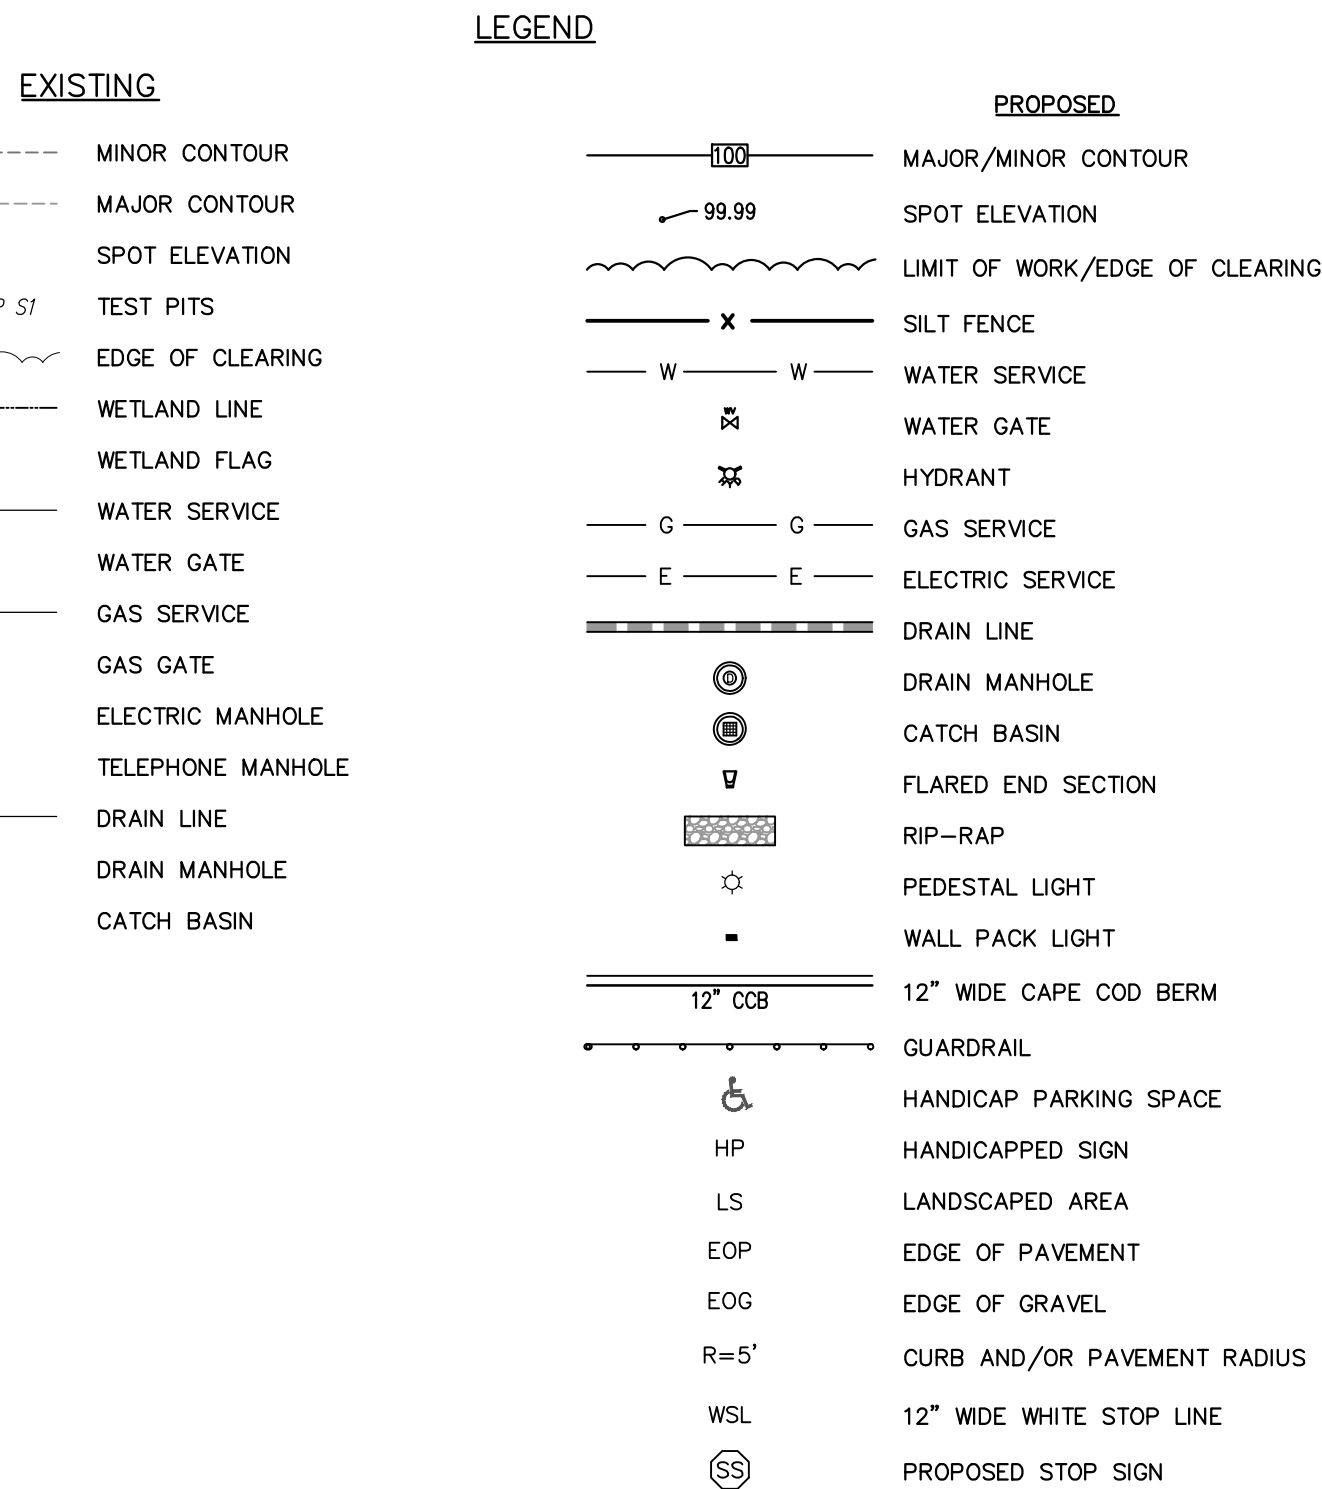 LEGEND
EXISTING
MINOR CONTOUR
MAJOR CONTOUR
SPOT ELEVATION
S1 TEST PITS
EDGE OF CLEARING
WETLAND LINE
WETLAND FLAG
WATER SERVICE
WATER GATE
GAS SERVICE
GAS GATE
ELECTRIC MANHOLE
TELEPHONE MANHOLE
DRAIN LINE
DRAIN MANHOLE
CATCH BASIN
PROPOSED
100 MAJOR/MINOR CONTOUR
99.99 SPOT ELEVATION
LIMIT OF WORK/EDGE OF CLEARING
X SILT FENCE
W W WATER SERVICE
WV WATER GATE
HYDRANT
G G GAS SERVICE
E E ELECTRIC SERVICE
DRAIN LINE
D DRAIN MANHOLE
CATCH BASIN
FLARED END SECTION
RIP-RAP
PEDESTAL LIGHT
WALL PACK LIGHT
12" CCB 12" WIDE CAPE COD BERM
GUARDRAIL
HANDICAP PARKING SPACE
HP HANDICAPPED SIGN
LS LANDSCAPED AREA
EOP EDGE OF PAVEMENT
EOG EDGE OF GRAVEL
R=5' CURB AND/OR PAVEMENT RADIUS
WSL 12" WIDE WHITE STOP LINE
SS PROPOSED STOP SIGN